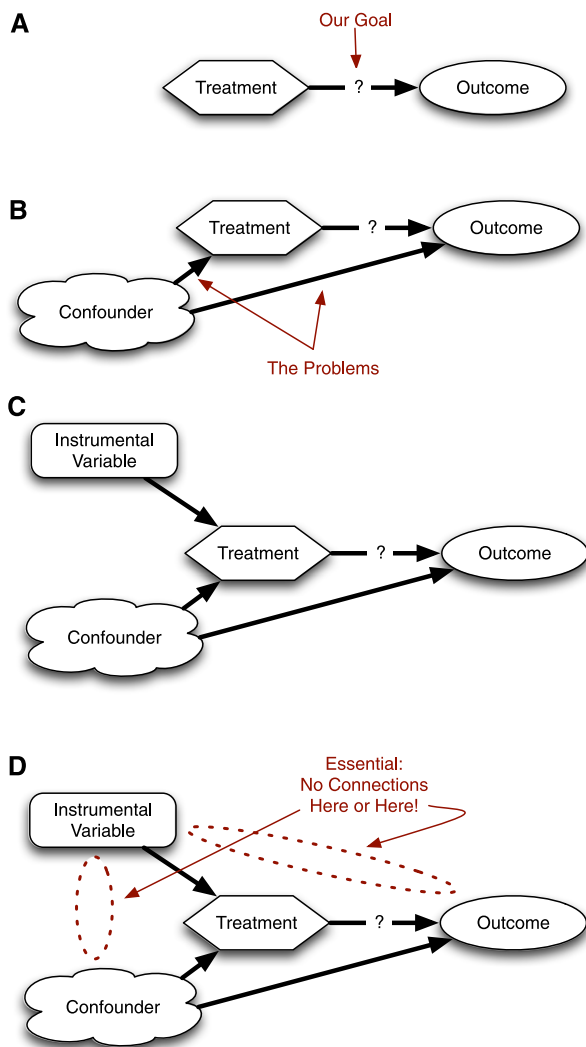 A
Our Goal
Treatment
?
Outcome
B
Treatment
?
Outcome
Confounder
The Problems
C
Instrumental
Variable
Treatment
?
Outcome
Confounder
D
Essential:
No Connections
Here or Here!
Instrumental
Variable
Treatment
?
Outcome
Confounder